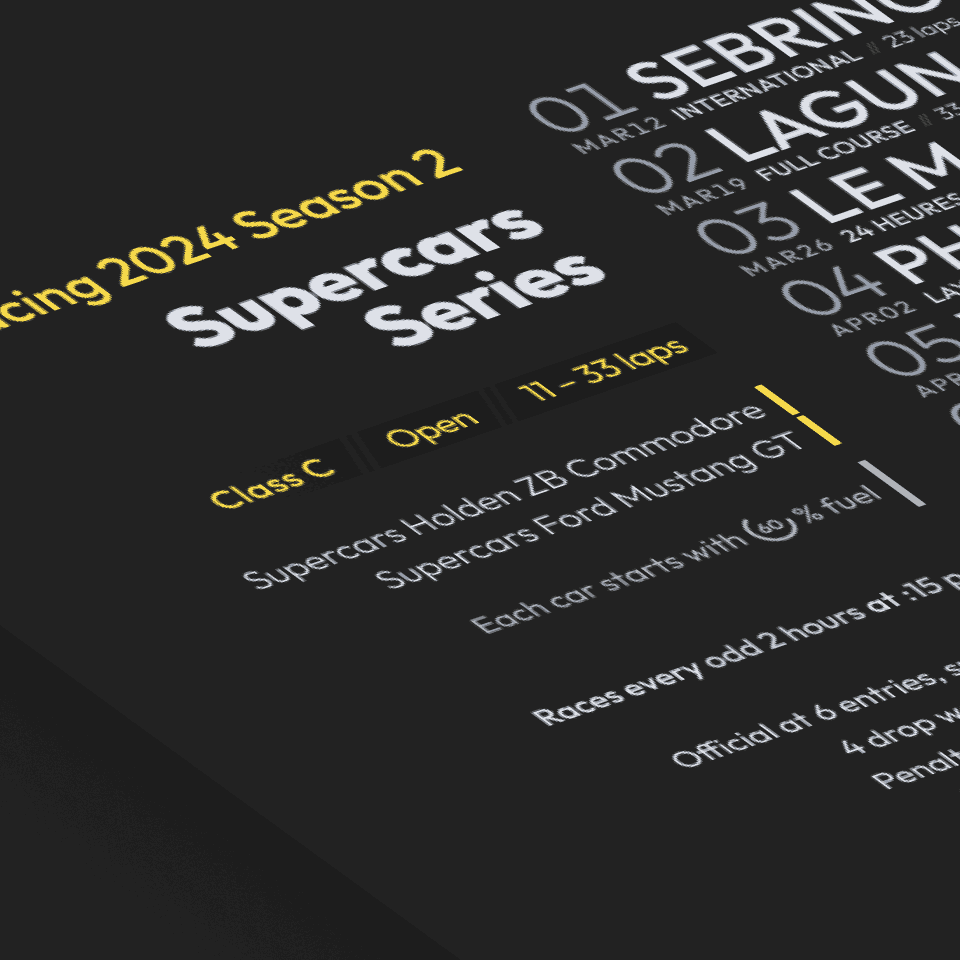 cing 2024 Season 2
Supercars
Series
Class C
Open
11 – 33 laps
Supercars Holden ZB Commodore
Supercars Ford Mustang GT
Each car starts with 60 % fuel
Races every odd 2 hours at :15 p
Official at 6 entries, s
4 drop w
Penalt
01 SEBRING
MAR12 INTERNATIONAL // 23 laps
02 LAGUN
MAR19 FULL COURSE // 33
03 LE M
MAR26 24 HEURES
04 PH
APR02 LAY
05
APR